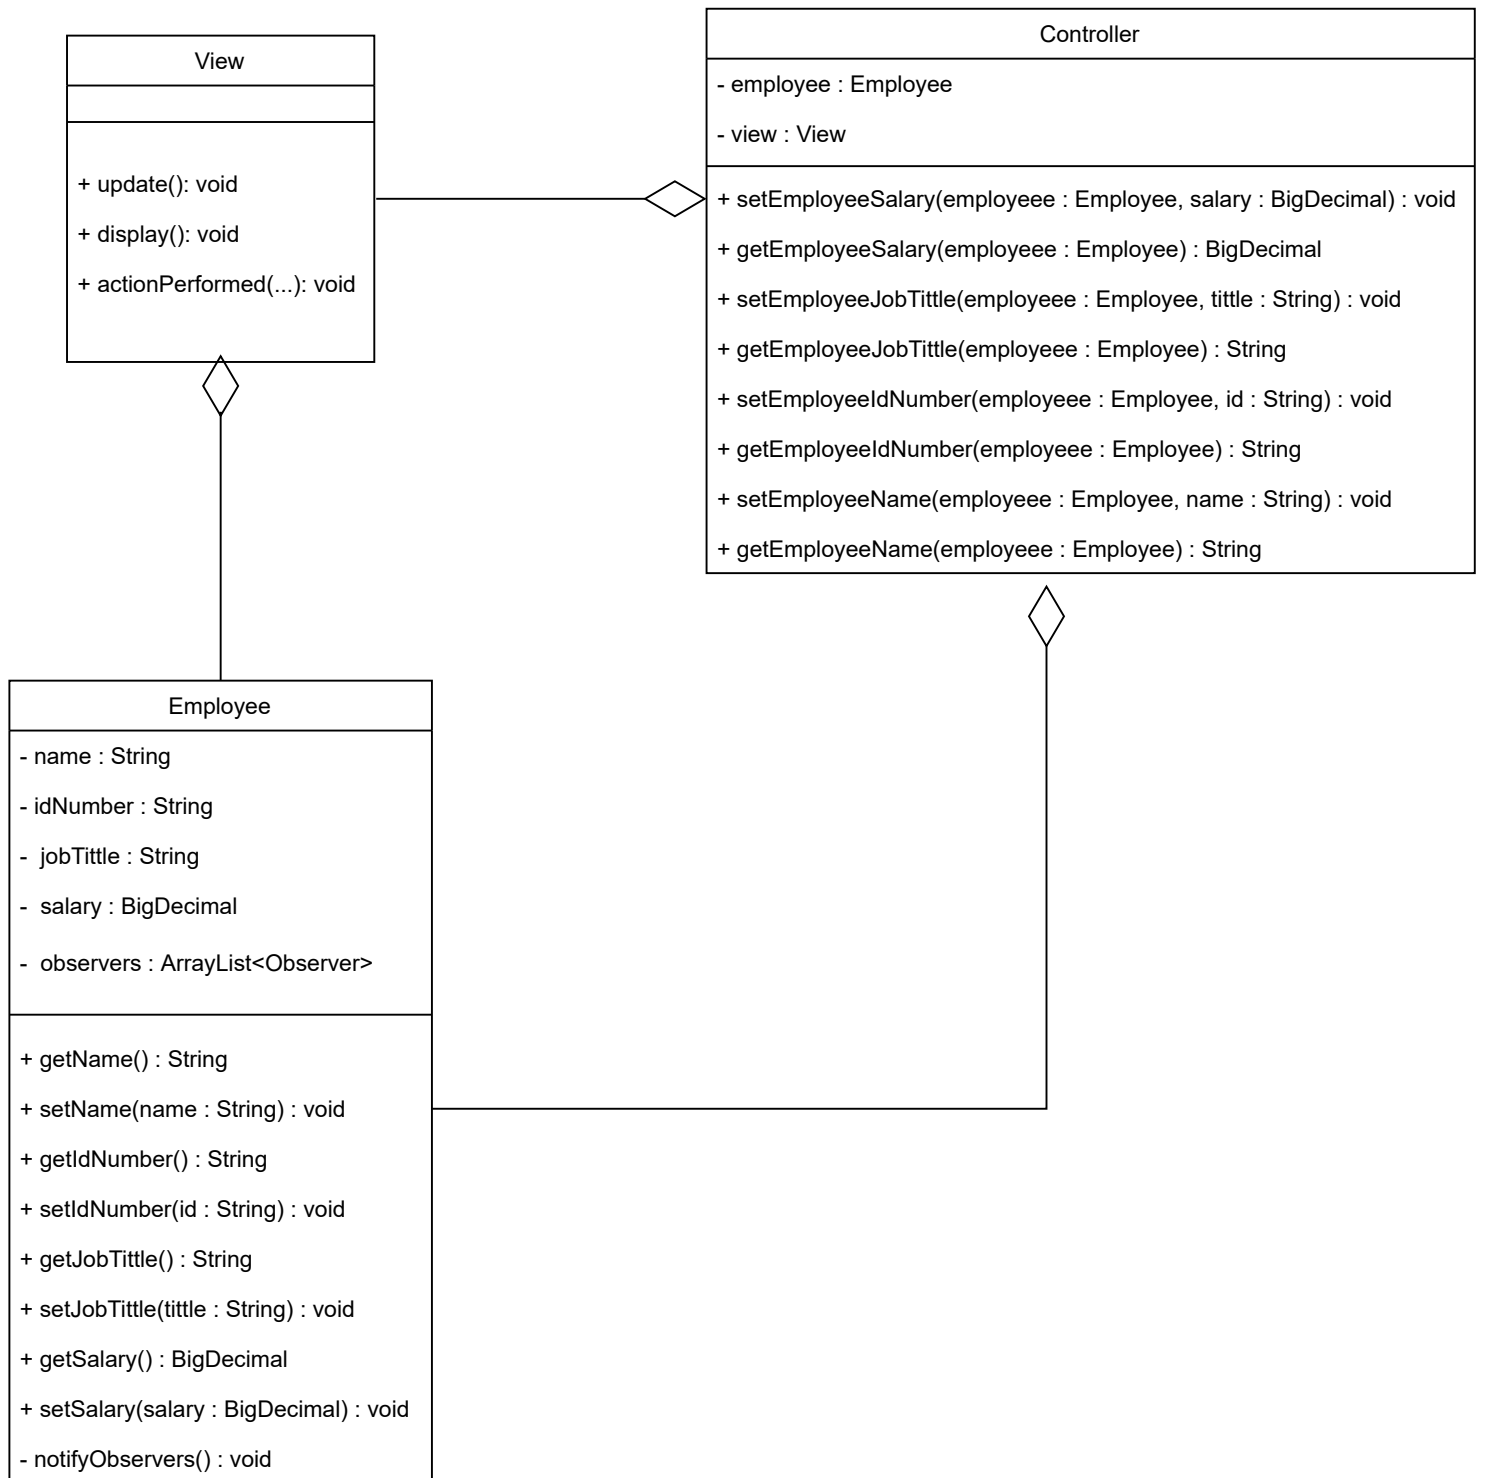 View
+ update(): void
+ display(): void
+ actionPerformed(...): void
Controller
- employee : Employee
- view : View
+ setEmployeeSalary(employeee : Employee, salary : BigDecimal) : void
+ getEmployeeSalary(employeee : Employee) : BigDecimal
+ setEmployeeJobTittle(employeee : Employee, tittle : String) : void
+ getEmployeeJobTittle(employeee : Employee) : String
+ setEmployeeIdNumber(employeee : Employee, id : String) : void
+ getEmployeeIdNumber(employeee : Employee) : String
+ setEmployeeName(employeee : Employee, name : String) : void
+ getEmployeeName(employeee : Employee) : String
Employee
- name : String
- idNumber : String
- jobTittle : String
- salary : BigDecimal
- observers : ArrayList<Observer>
+ getName() : String
+ setName(name : String) : void
+ getIdNumber() : String
+ setIdNumber(id : String) : void
+ getJobTittle() : String
+ setJobTittle(tittle : String) : void
+ getSalary() : BigDecimal
+ setSalary(salary : BigDecimal) : void
- notifyObservers() : void